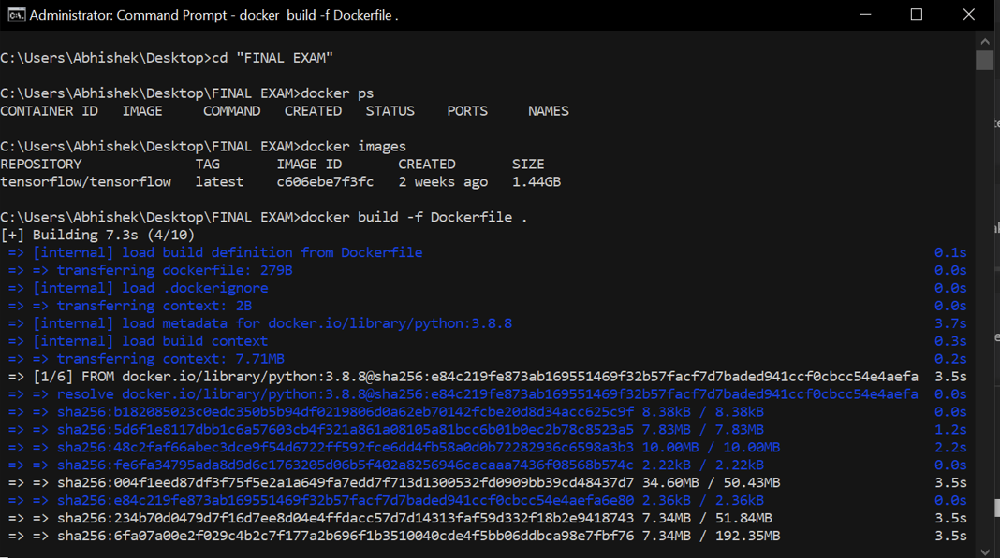 Administrator: Command Prompt - docker  build -f Dockerfile .
C:\Users\Abhishek\Desktop>cd "FINAL EXAM"
C:\Users\Abhishek\Desktop\FINAL EXAM>docker ps
CONTAINER ID   IMAGE     COMMAND   CREATED   STATUS    PORTS     NAMES
C:\Users\Abhishek\Desktop\FINAL EXAM>docker images
REPOSITORY              TAG       IMAGE ID       CREATED       SIZE
tensorflow/tensorflow   latest    c606ebe7f3fc   2 weeks ago   1.44GB
C:\Users\Abhishek\Desktop\FINAL EXAM>docker build -f Dockerfile .
[+] Building 7.3s (4/10)
=> [internal] load build definition from Dockerfile 0.1s
=> => transferring dockerfile: 279B 0.0s
=> [internal] load .dockerignore 0.0s
=> => transferring context: 2B 0.0s
=> [internal] load metadata for docker.io/library/python:3.8.8 3.7s
=> [internal] load build context 0.3s
=> => transferring context: 7.71MB 0.2s
=> [1/6] FROM docker.io/library/python:3.8.8@sha256:e84c219fe873ab169551469f32b57facf7d7baded941ccf0cbcc54e4aefa 3.5s
=> => resolve docker.io/library/python:3.8.8@sha256:e84c219fe873ab169551469f32b57facf7d7baded941ccf0cbcc54e4aefa 0.0s
=> => sha256:b182085023c0edc350b5b94df0219806d0a62eb70142fcbe20d8d34acc625c9f 8.38kB / 8.38kB 0.0s
=> => sha256:5d6f1e8117dbb1c6a57603cb4f321a861a08105a81bcc6b01b0ec2b78c8523a5 7.83MB / 7.83MB 1.2s
=> => sha256:48c2faf66abec3dce9f54d6722ff592fce6dd4fb58a0d0b72282936c6598a3b3 10.00MB / 10.00MB 2.2s
=> => sha256:fe6fa34795ada8d9d6c1763205d06b5f402a8256946cacaaa7436f08568b574c 2.22kB / 2.22kB 0.0s
=> => sha256:004f1eed87df3f75f5e2a1a649fa7edd7f713d1300532fd0909bb39cd48437d7 34.60MB / 50.43MB 3.5s
=> => sha256:e84c219fe873ab169551469f32b57facf7d7baded941ccf0cbcc54e4aefa6e80 2.36kB / 2.36kB 0.0s
=> => sha256:234b70d0479d7f16d7ee8d04e4ffdacc57d7d14313faf59d332f18b2e9418743 7.34MB / 51.84MB 3.5s
=> => sha256:6fa07a00e2f029c4b2c7f177a2b696f1b3510040cde4f5bb06ddbca98e7fbf76 7.34MB / 192.35MB 3.5s